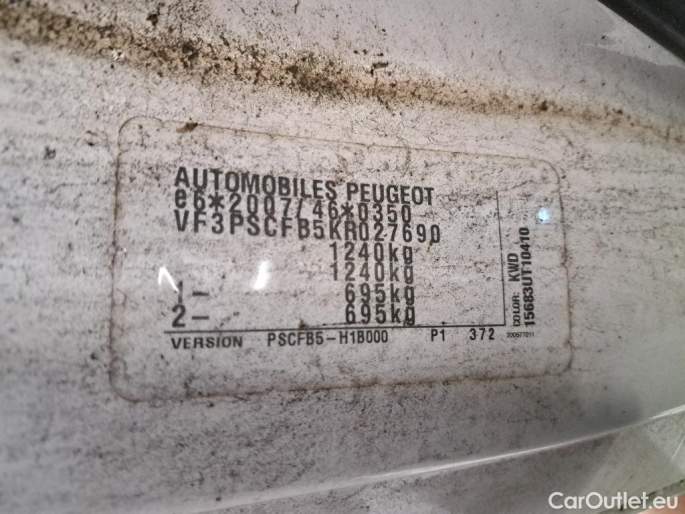 AUTOMOBILES PEUGEOT
e6*2007/46*0350
VF3PSCFB5KR027690
1240kg
1240kg
1- 695kg
2- 695kg
VERSION PSCFB5-H1B000 P1 372
COLOR: KWD
15683UT10410
CarOutlet.eu